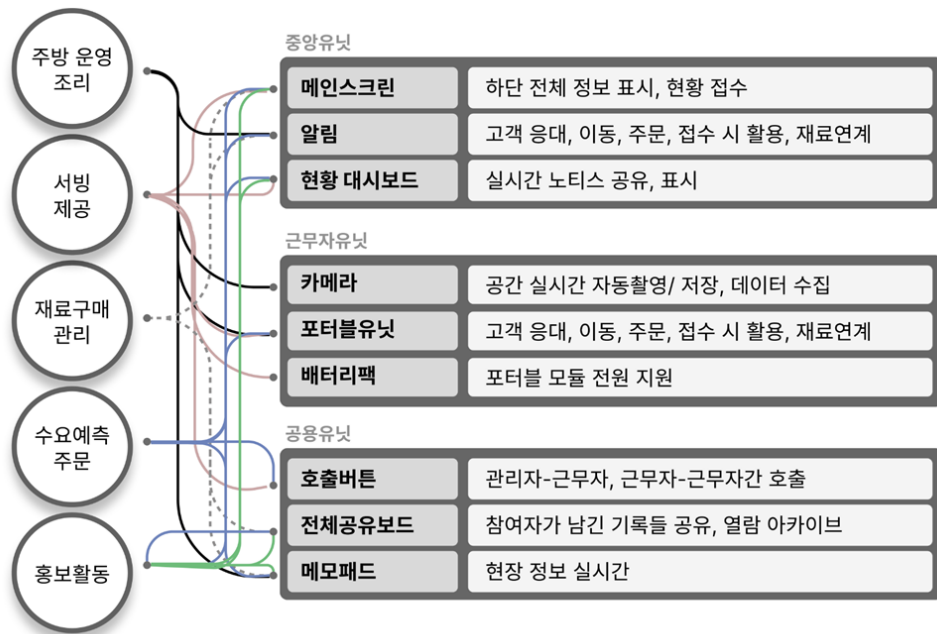 주방 운영
조리
서빙
제공
재료구매
관리
수요예측
주문
홍보활동
중앙유닛
메인스크린 하단 전체 정보 표시, 현황 접수
알림 고객 응대, 이동, 주문, 접수 시 활용, 재료연계
현황 대시보드 실시간 노티스 공유, 표시
근무자유닛
카메라 공간 실시간 자동촬영/ 저장, 데이터 수집
포터블유닛 고객 응대, 이동, 주문, 접수 시 활용, 재료연계
배터리팩 포터블 모듈 전원 지원
공용유닛
호출버튼 관리자-근무자, 근무자-근무자간 호출
전체공유보드 참여자가 남긴 기록들 공유, 열람 아카이브
메모패드 현장 정보 실시간